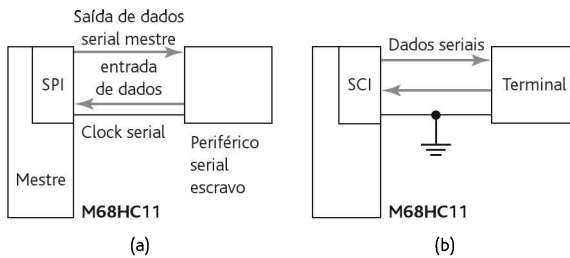 Saída de dados
serial mestre
SPI
entrada
de dados
Clock serial
Periférico
serial
escravo
Mestre
M68HC11
(a)
Dados seriais
SCI
Terminal
M68HC11
(b)